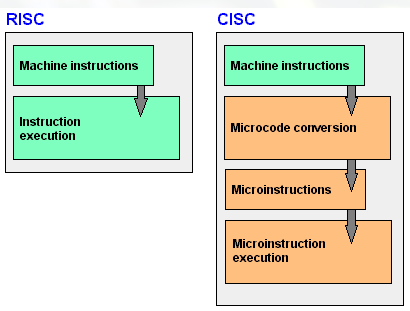 RISC
Machine instructions
Instruction
execution
CISC
Machine instructions
Microcode conversion
Microinstructions
Microinstruction
execution